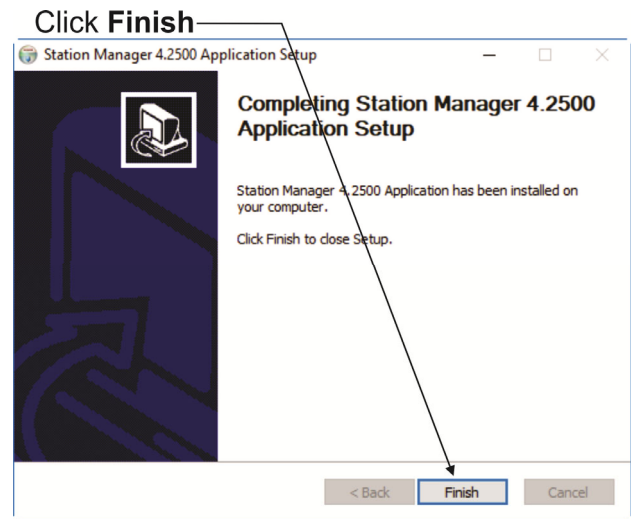 Click Finish
Station Manager 4.2500 Application Setup
Completing Station Manager 4.2500
Application Setup
Station Manager 4.2500 Application has been installed on
your computer.
Click Finish to close Setup.
< Back Finish Cancel